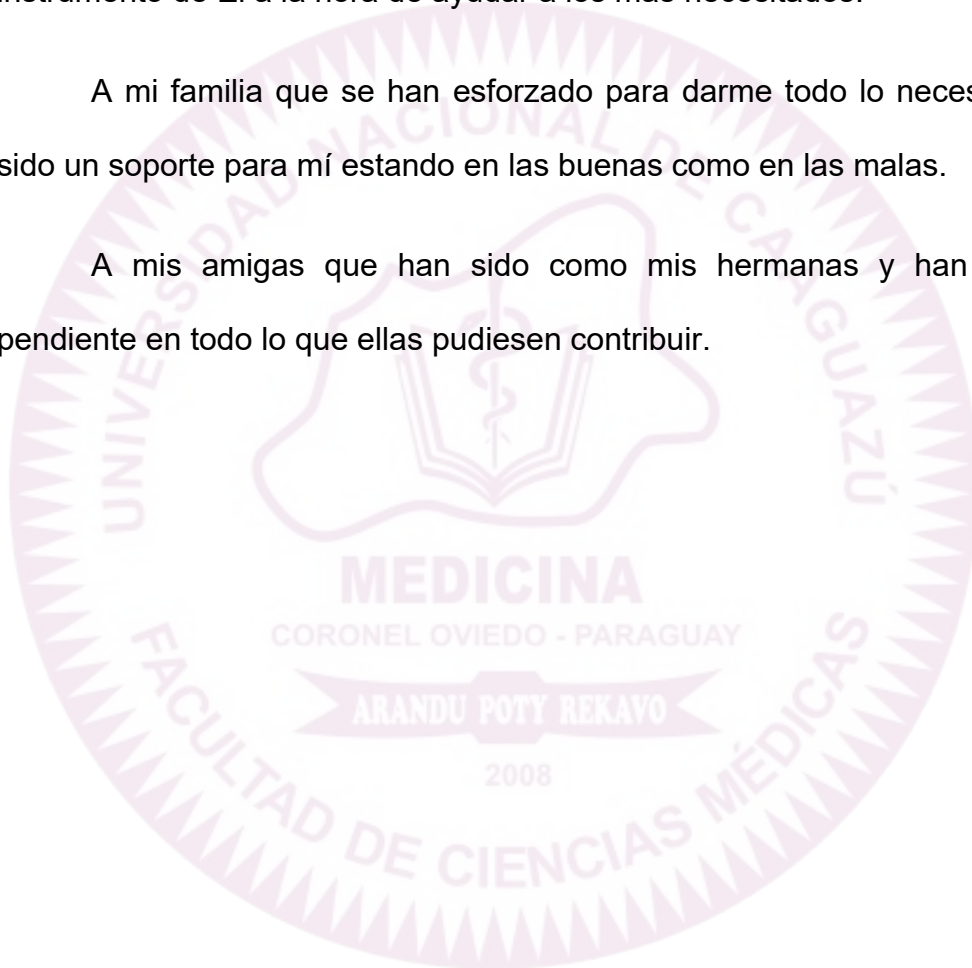 de a la hora de ayudar a los necesitados.
A mi familia que se han esforzado para darme todo lo neces
sido un soporte para mí estando en las buenas como en las malas.
A mis amigas que han sido como mis hermanas y han
pendiente en todo lo que ellas pudiesen contribuir.
UNIVERSIDAD NACIONAL DE CAAGUAZÚ
MEDICINA
CORONEL OVIEDO - PARAGUAY
ARANDU POTY REKAVO
2008
FACULTAD DE CIENCIAS MÉDICAS